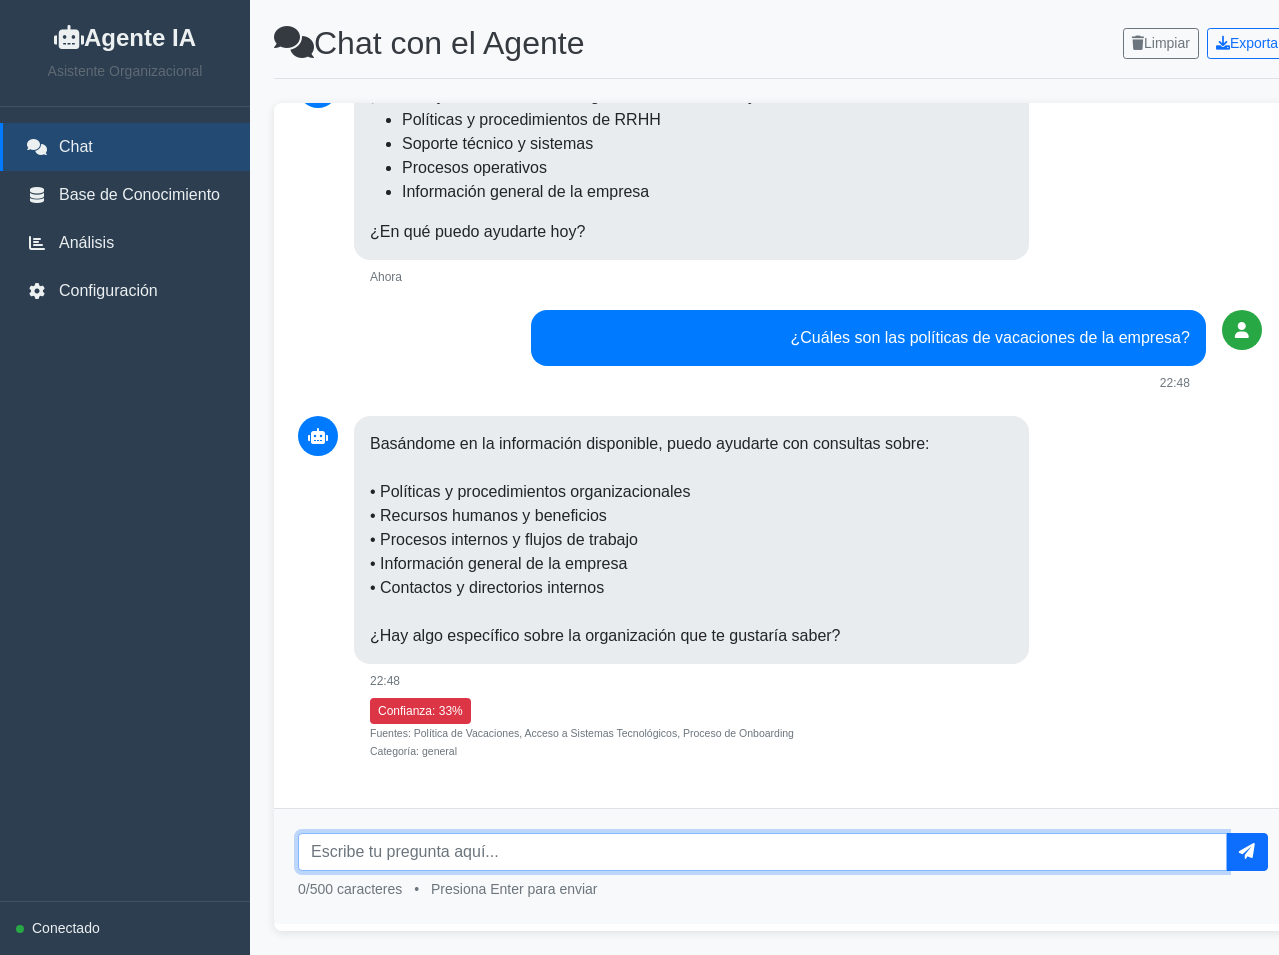 Agente IA
Asistente Organizacional
Chat
Base de Conocimiento
Análisis
Configuración
Conectado
Chat con el Agente
Limpiar
Exporta
• Políticas y procedimientos de RRHH
• Soporte técnico y sistemas
• Procesos operativos
• Información general de la empresa
¿En qué puedo ayudarte hoy?
Ahora
¿Cuáles son las políticas de vacaciones de la empresa?
22:48
Basándome en la información disponible, puedo ayudarte con consultas sobre:
• Políticas y procedimientos organizacionales
• Recursos humanos y beneficios
• Procesos internos y flujos de trabajo
• Información general de la empresa
• Contactos y directorios internos
¿Hay algo específico sobre la organización que te gustaría saber?
22:48
Confianza: 33%
Fuentes: Política de Vacaciones, Acceso a Sistemas Tecnológicos, Proceso de Onboarding
Categoría: general
Escribe tu pregunta aquí...
0/500 caracteres • Presiona Enter para enviar